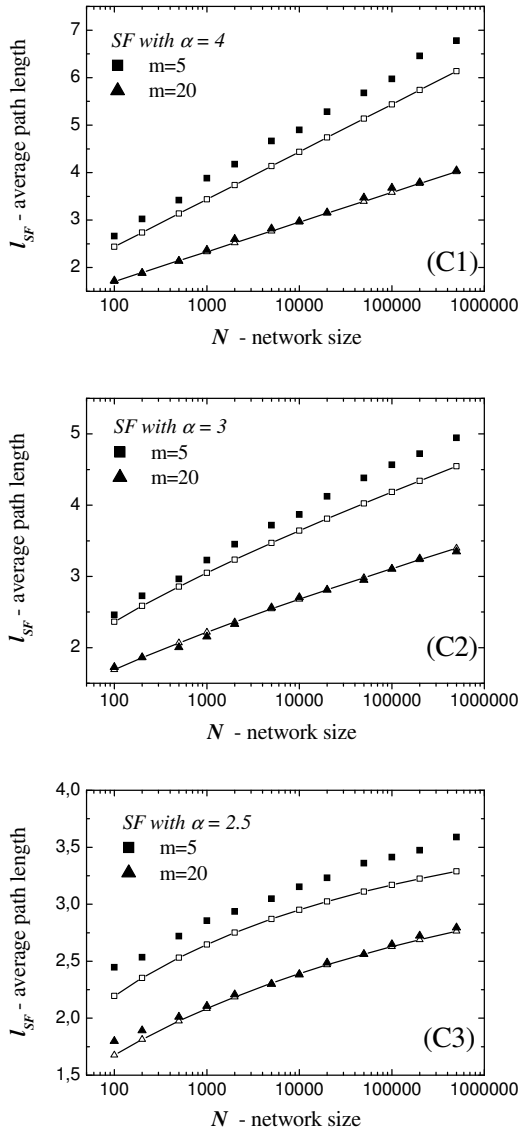 7
6
5
4
3
2
SF with α = 4
m=5
m=20
l_SF - average path length
(C1)
100 1000 10000 100000 1000000
N - network size
5
4
3
2
SF with α = 3
m=5
m=20
l_SF - average path length
(C2)
100 1000 10000 100000 1000000
N - network size
4,0
3,5
3,0
2,5
2,0
1,5
SF with α = 2.5
m=5
m=20
l_SF - average path length
(C3)
100 1000 10000 100000 1000000
N - network size